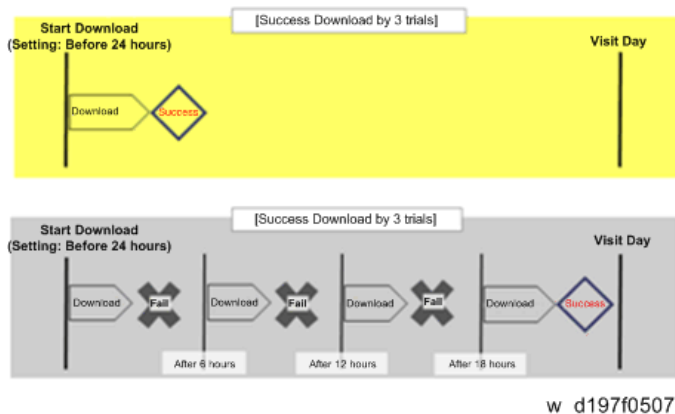 [Success Download by 3 trials]
Start Download
(Setting: Before 24 hours)
Visit Day
Download
Success
[Success Download by 3 trials]
Start Download
(Setting: Before 24 hours)
Visit Day
Download
Fail
Download
Fail
Download
Fail
Download
Success
After 6 hours
After 12 hours
After 18 hours
w_d197f0507